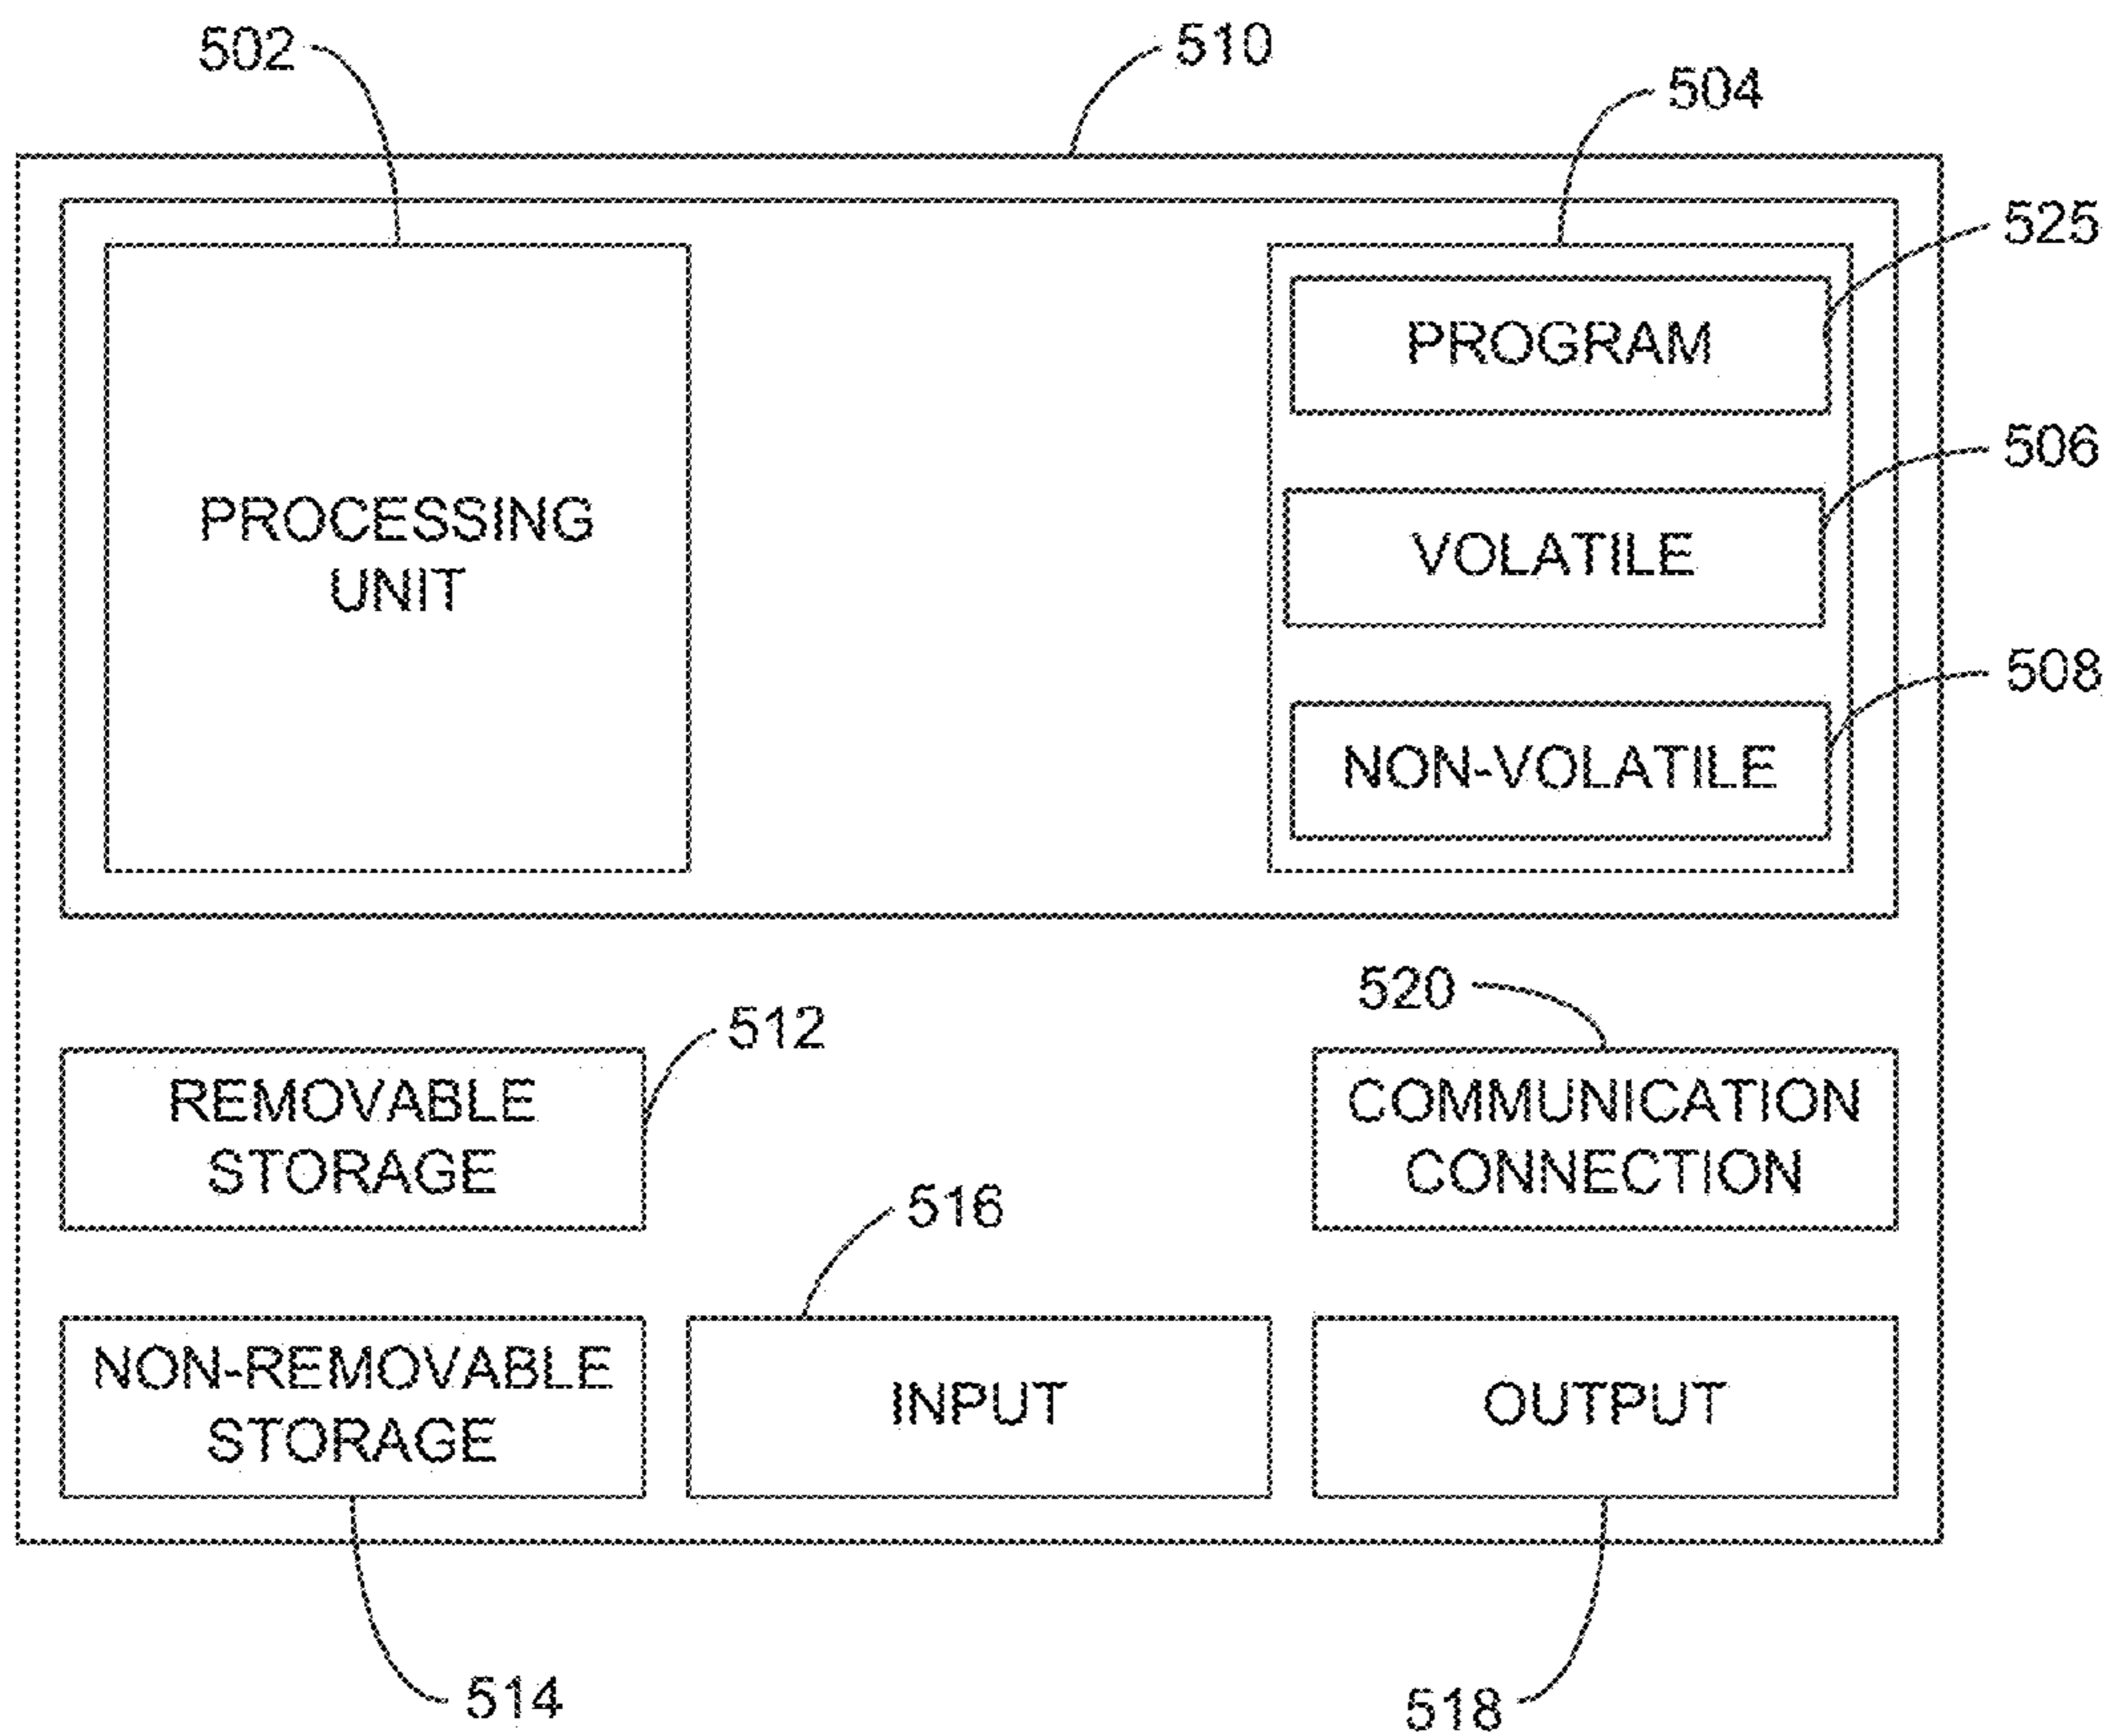 502
510
504
525
PROGRAM
506
PROCESSING
UNIT
VOLATILE
508
NON-VOLATILE
520
512
REMOVABLE
STORAGE
COMMUNICATION
CONNECTION
516
NON-REMOVABLE
STORAGE
INPUT
OUTPUT
514
518